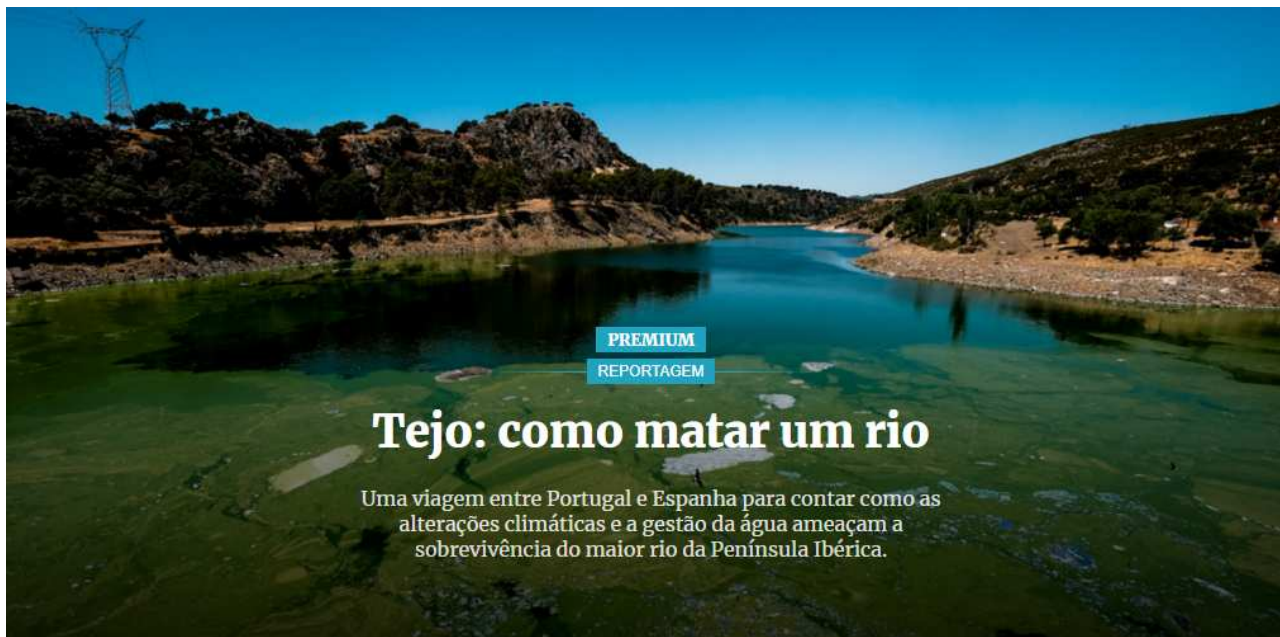 PREMIUM
REPORTAGEM
Tejo: como matar um rio
Uma viagem entre Portugal e Espanha para contar como as
alterações climáticas e a gestão da água ameaçam a
sobrevivência do maior rio da Península Ibérica.